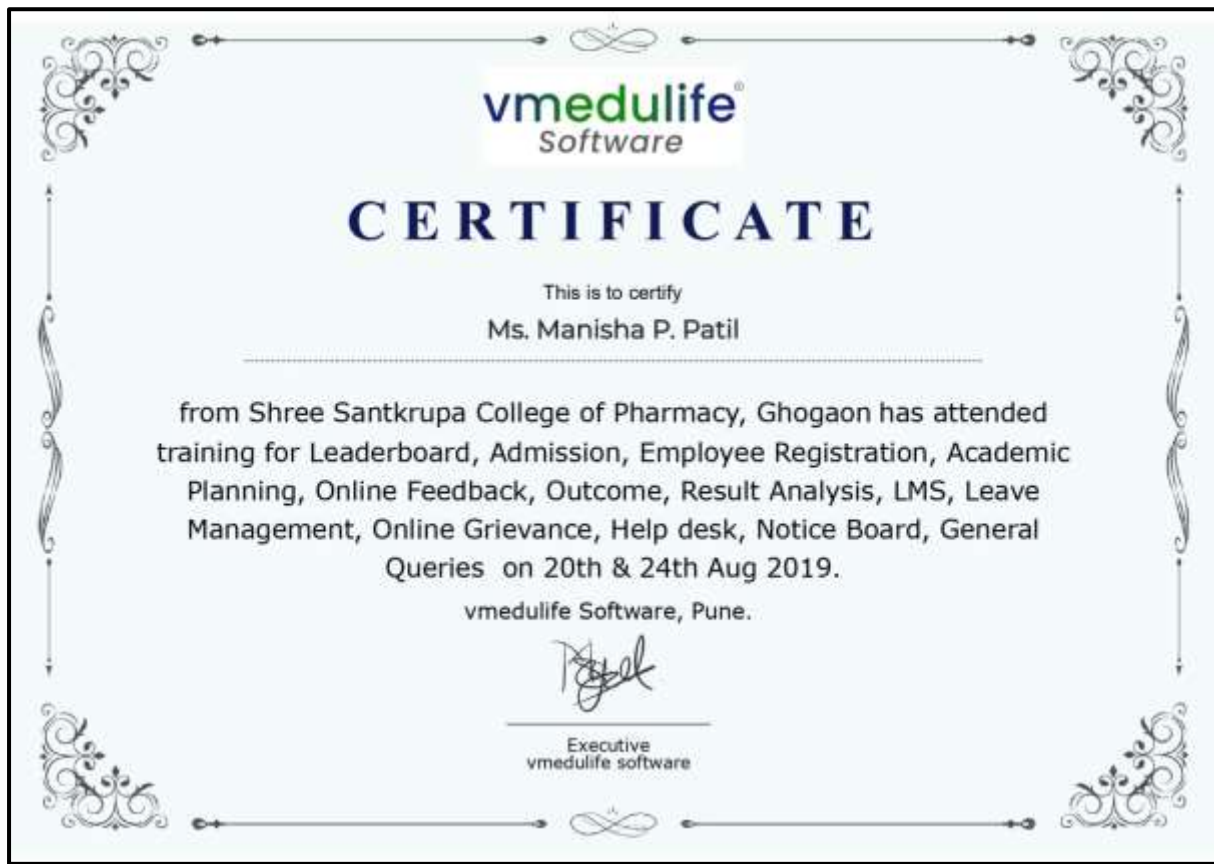 vmedulife®
Software
CERTIFICATE
This is to certify
Ms. Manisha P. Patil
from Shree Santkrupa College of Pharmacy, Ghogaon has attended
training for Leaderboard, Admission, Employee Registration, Academic
Planning, Online Feedback, Outcome, Result Analysis, LMS, Leave
Management, Online Grievance, Help desk, Notice Board, General
Queries on 20th & 24th Aug 2019.
vmedulife Software, Pune.
Executive
vmedulife software